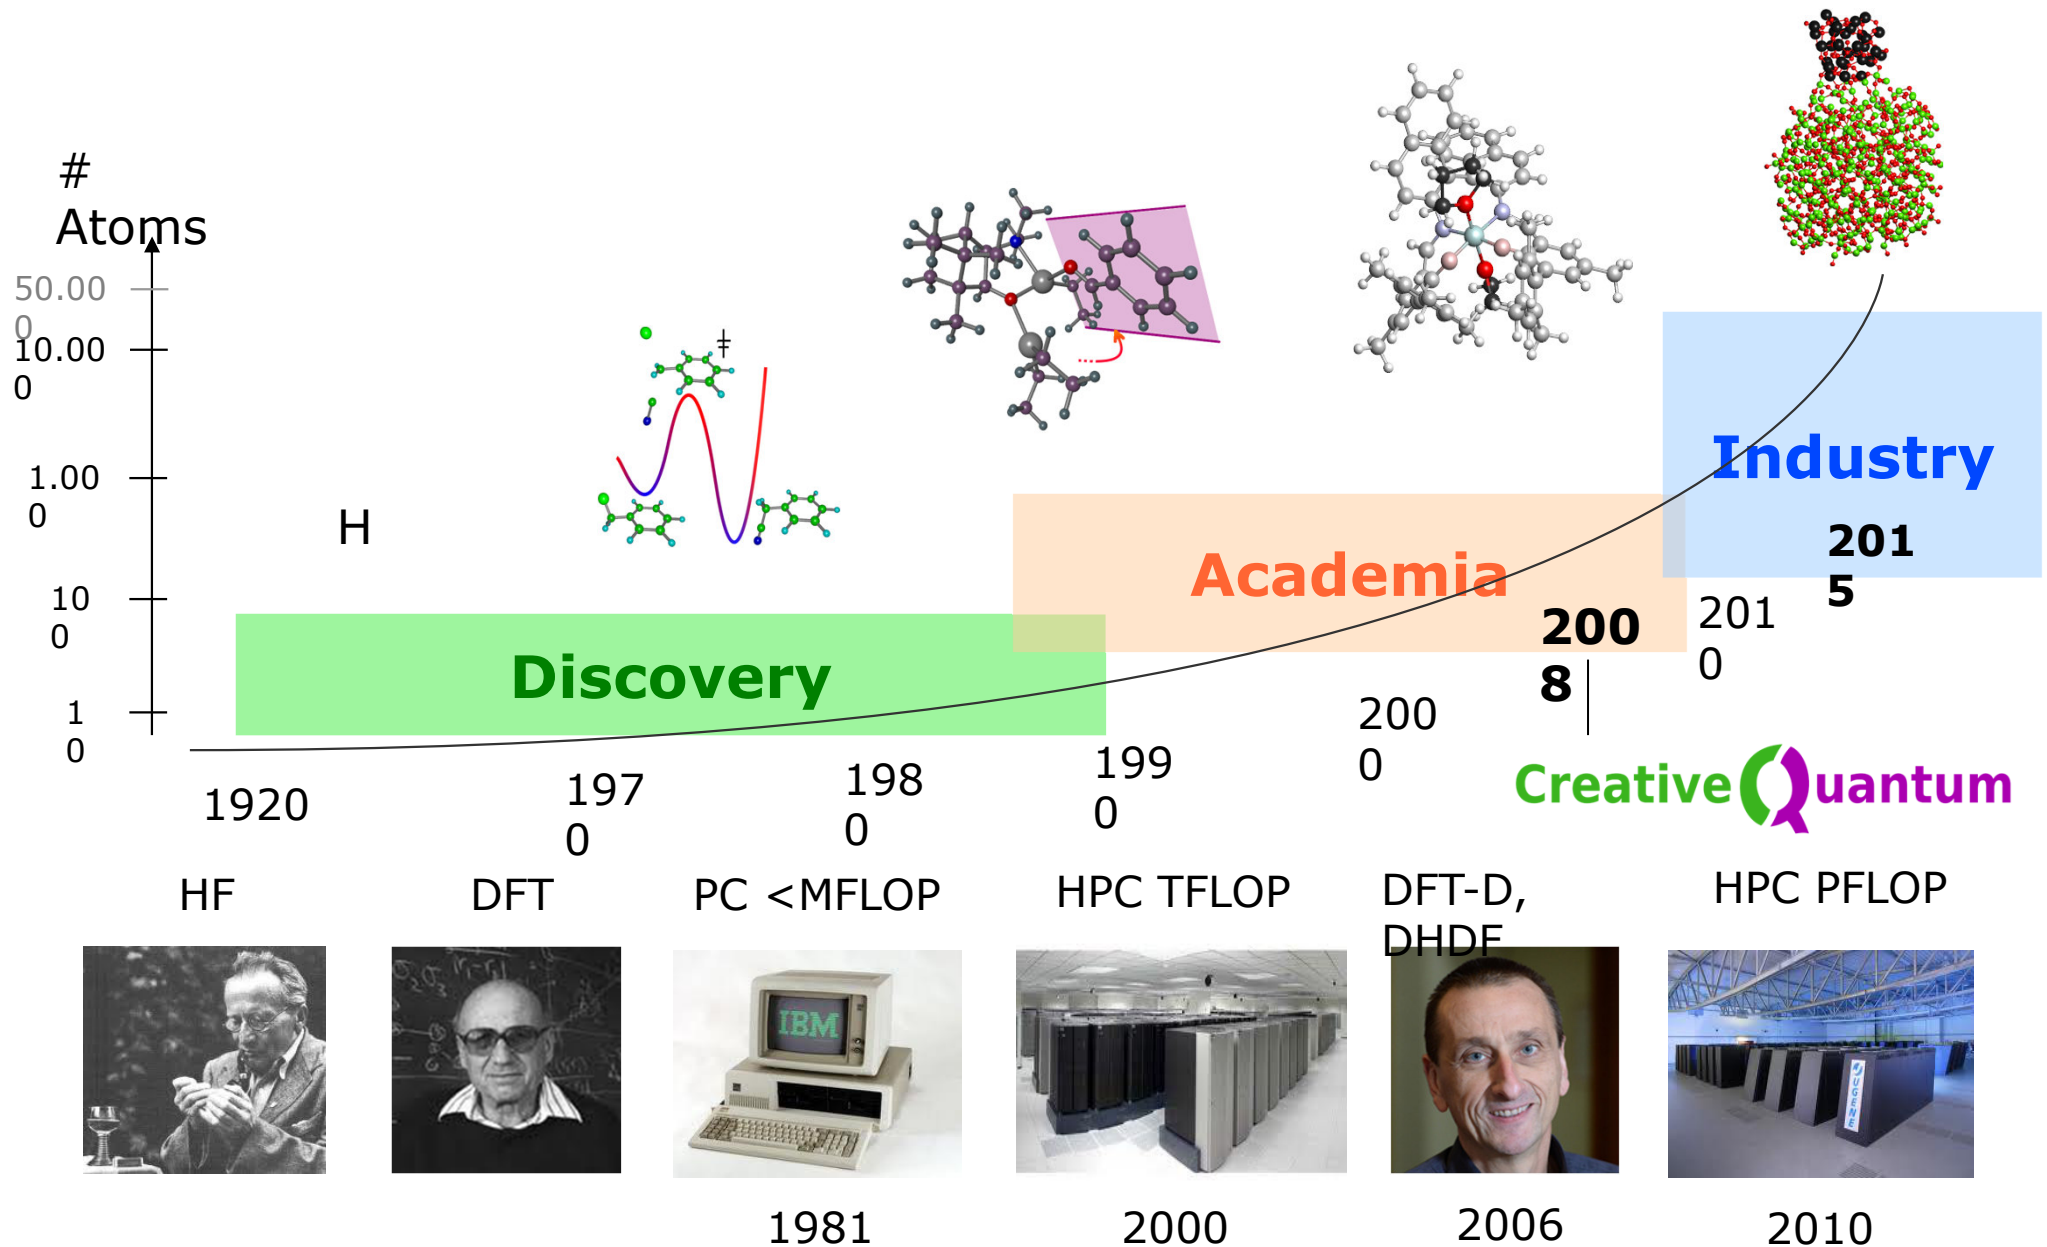 #
Atoms
50.00
0
10.00
0
1.00
0
10
0
1
0
H
‡
Industry
201
5
Academia
200
8
201
0
Discovery
200
0
199
0
198
0
197
0
1920
CreativeQuantum
HF
DFT
PC <MFLOP
HPC TFLOP
DFT-D,
DHDF
HPC PFLOP
IBM
JUGENE
1981
2000
2006
2010